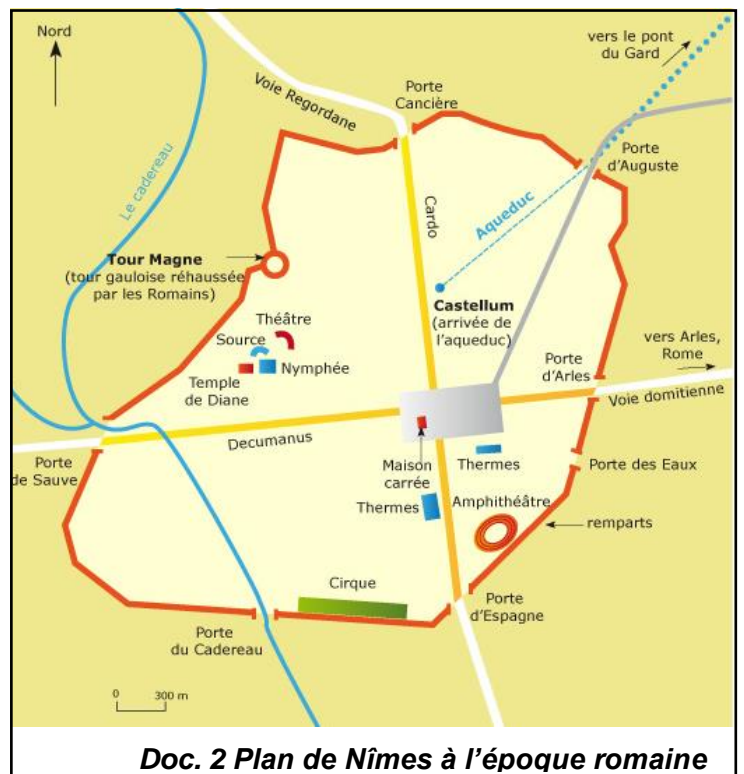 Nord
vers le pont
du Gard
Voie Regordane
Porte
Cancière
Porte
d'Auguste
Le cadereau
Cardo
Aqueduc
Tour Magne
(tour gauloise réhaussée
par les Romains)
Castellum
(arrivée de
l'aqueduc)
Théâtre
Source
Nymphée
Temple
de Diane
vers Arles,
Rome
Porte
d'Arles
Voie domitienne
Decumanus
Porte
de Sauve
Maison
carrée
Thermes
Porte des Eaux
Thermes
Amphithéâtre
remparts
Cirque
Porte
d'Espagne
Porte
du Cadereau
0 300 m
Doc. 2 Plan de Nîmes à l'époque romaine